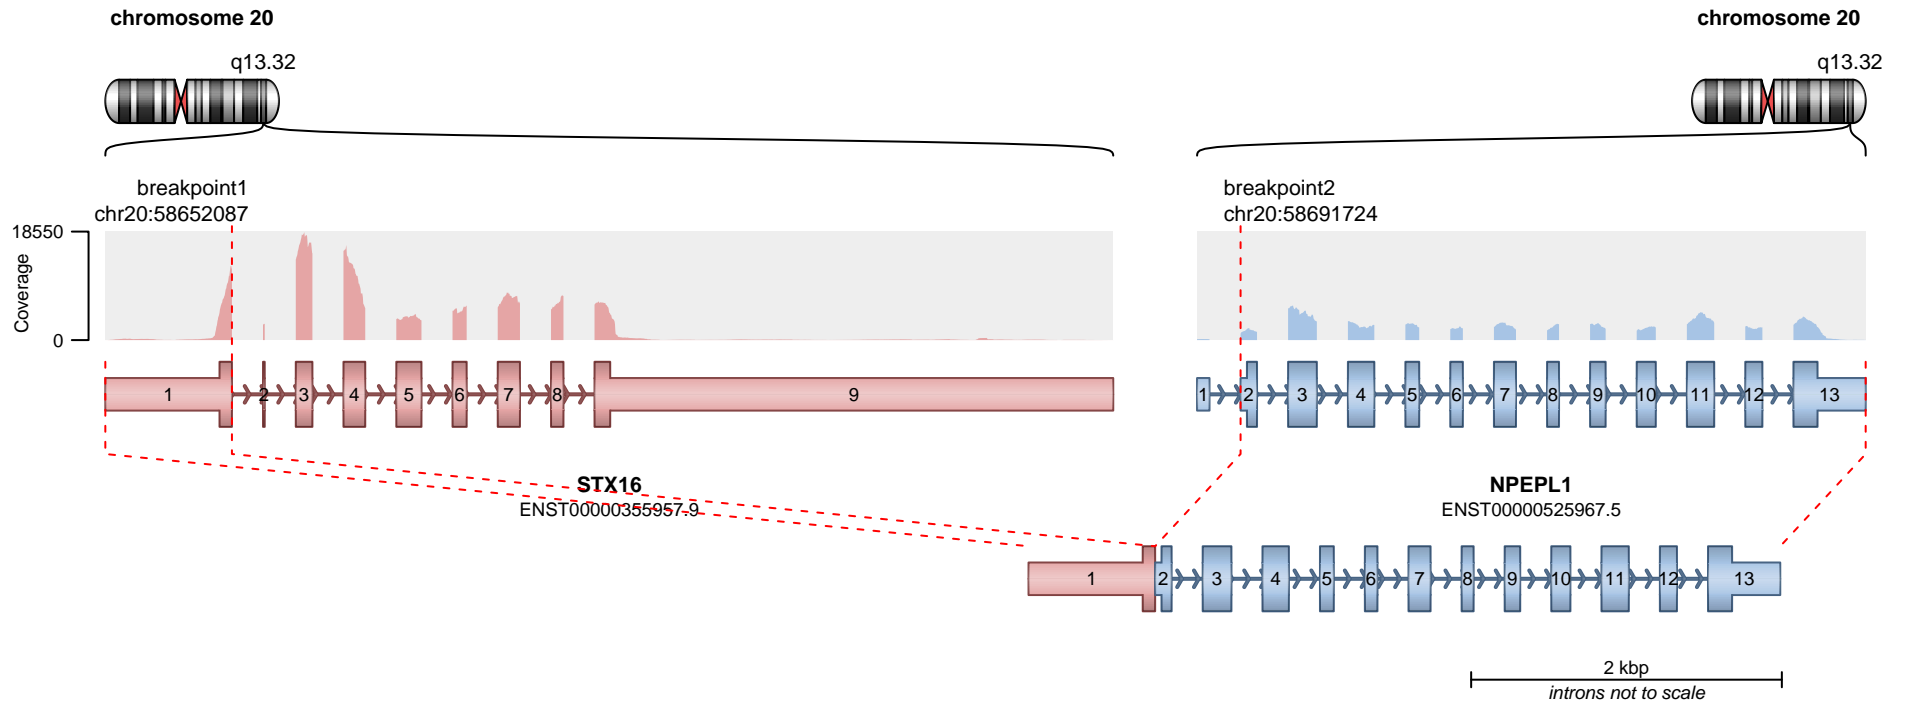 chromosome 20
chromosome 20
q13.32
q13.32
breakpoint1
chr20:58652087
breakpoint2
chr20:58691724
18550
Coverage
0
1 2 3 4 5 6 7 8 9
1 2 3 4 5 6 7 8 9 10 11 12 13
STX16
ENST00000355957.9
NPEPL1
ENST00000525967.5
1 2 3 4 5 6 7 8 9 10 11 12 13
2 kbp
introns not to scale